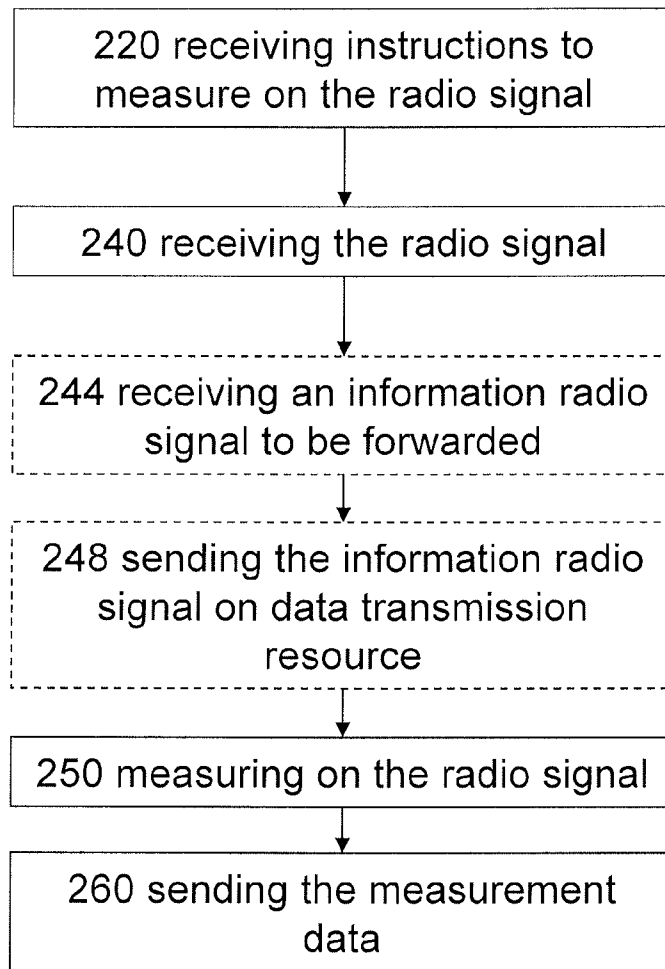 220 receiving instructions to
measure on the radio signal
240 receiving the radio signal
244 receiving an information radio
signal to be forwarded
248 sending the information radio
signal on data transmission
resource
250 measuring on the radio signal
260 sending the measurement
data